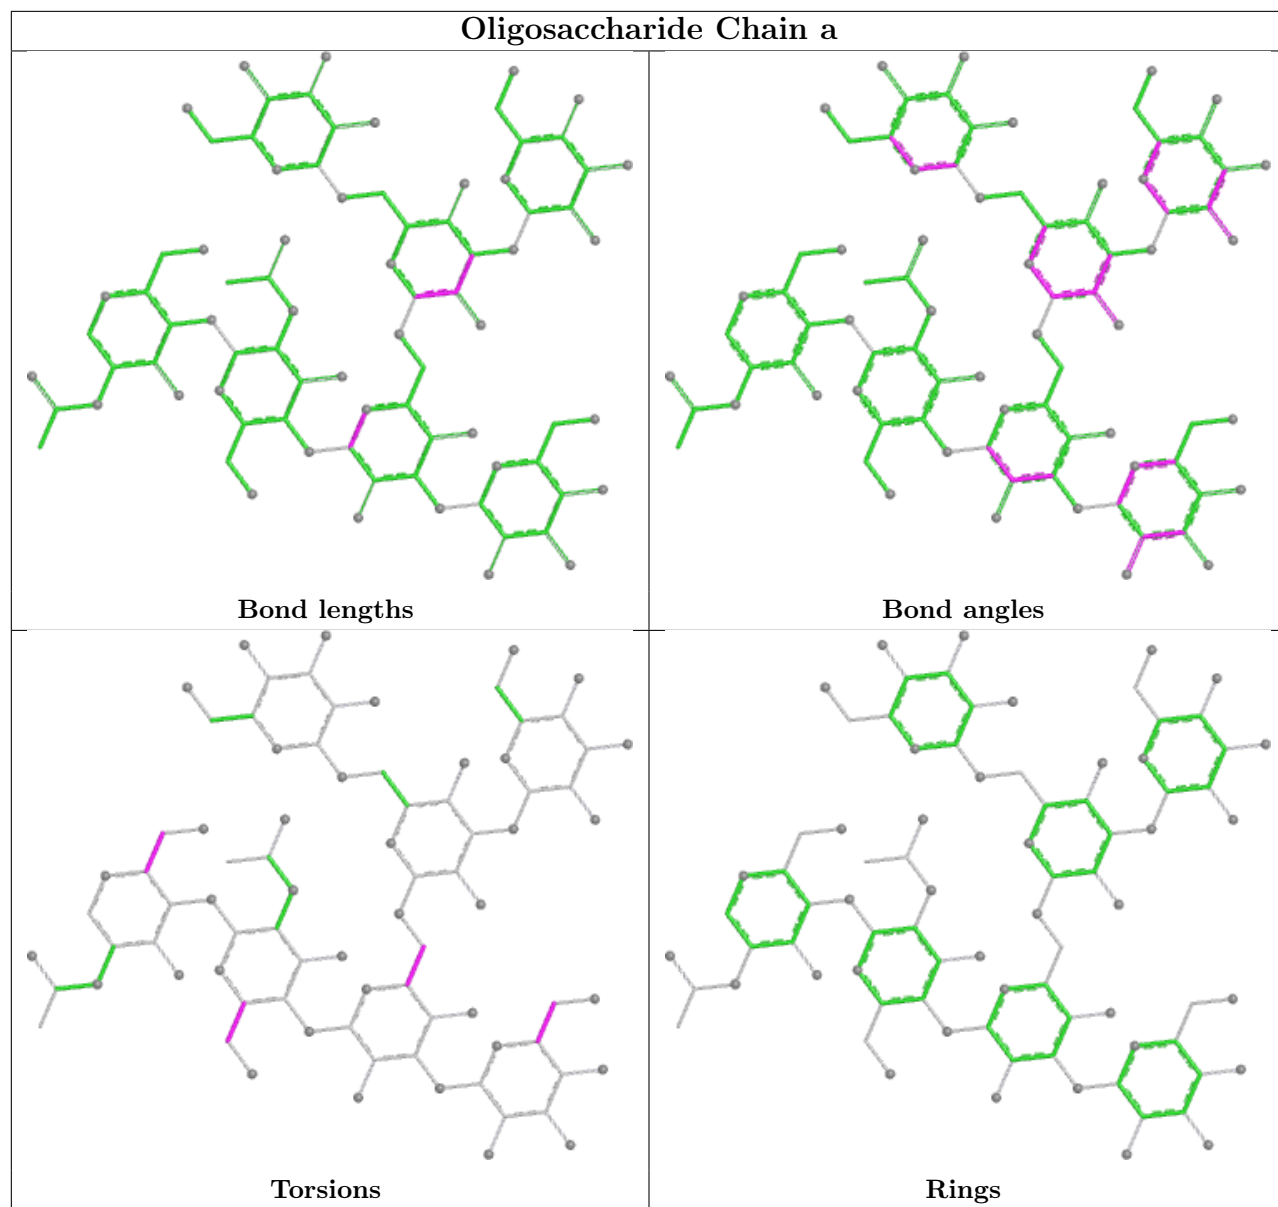 Oligosaccharide Chain a
Bond lengths
Bond angles
Torsions
Rings